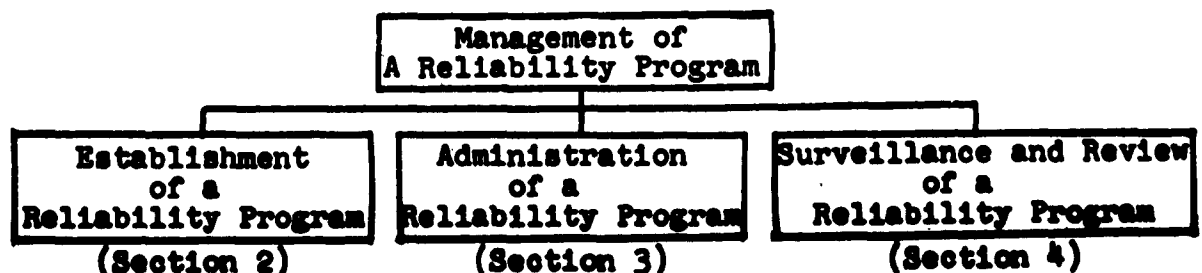 Management of
A Reliability Program
Establishment
of a
Reliability Program
(Section 2)
Administration
of a
Reliability Program
(Section 3)
Surveillance and Review
of a
Reliability Program
(Section 4)